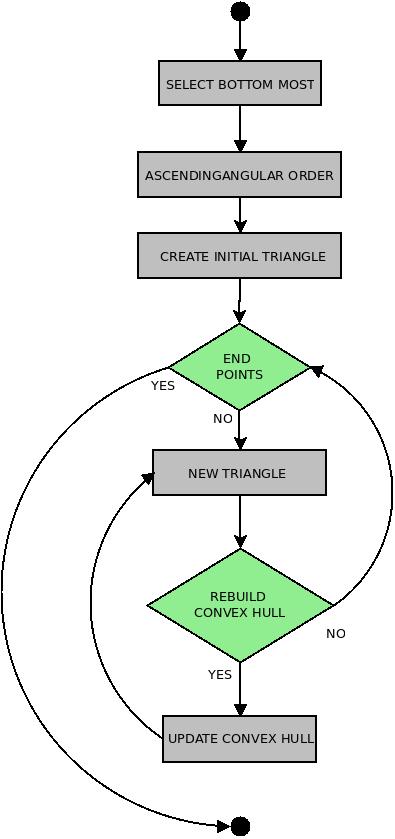 SELECT BOTTOM MOST
ASCENDINGANGULAR ORDER
CREATE INITIAL TRIANGLE
END
POINTS
YES
NO
NEW TRIANGLE
REBUILD
CONVEX HULL
NO
YES
UPDATE CONVEX HULL